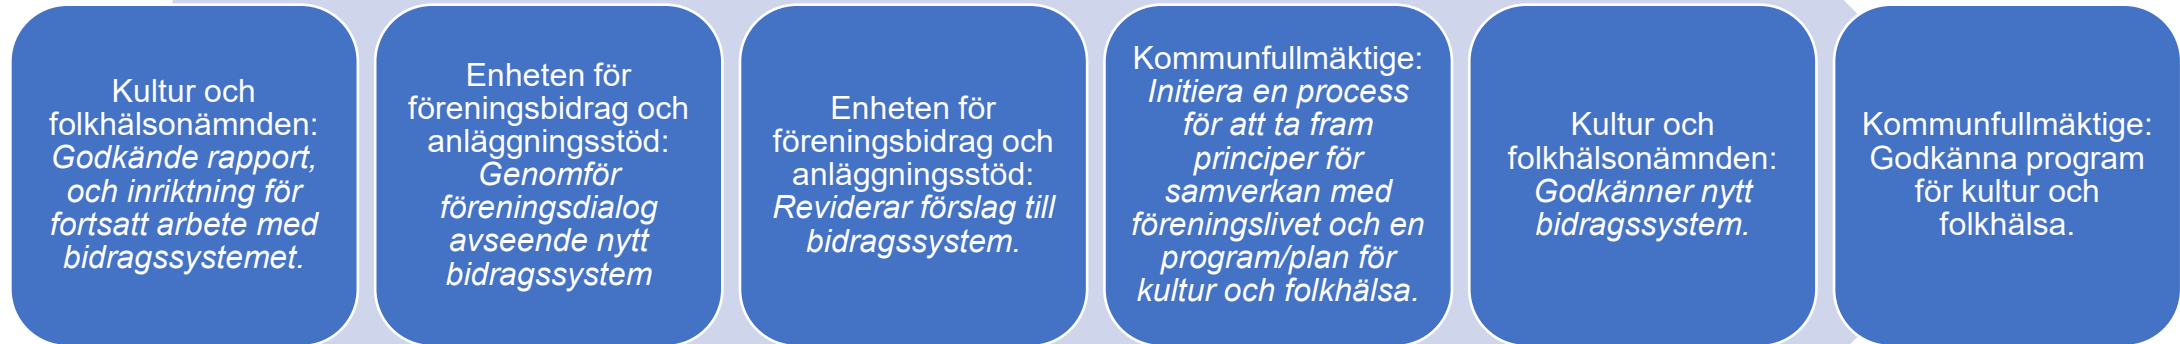 Kultur och
folkhälsonämnden:
Godkände rapport,
och inriktning för
fortsatt arbete med
bidragssystemet.
Enheten för
föreningsbidrag och
anläggningsstöd:
Genomför
föreningsdialog
avseende nytt
bidragssystem
Enheten för
föreningsbidrag och
anläggningsstöd:
Reviderar förslag till
bidragssystem.
Kommunfullmäktige:
Initiera en process
för att ta fram
principer för
samverkan med
föreningslivet och en
program/plan för
kultur och folkhälsa.
Kultur och
folkhälsonämnden:
Godkänner nytt
bidragssystem.
Kommunfullmäktige:
Godkänna program
för kultur och
folkhälsa.